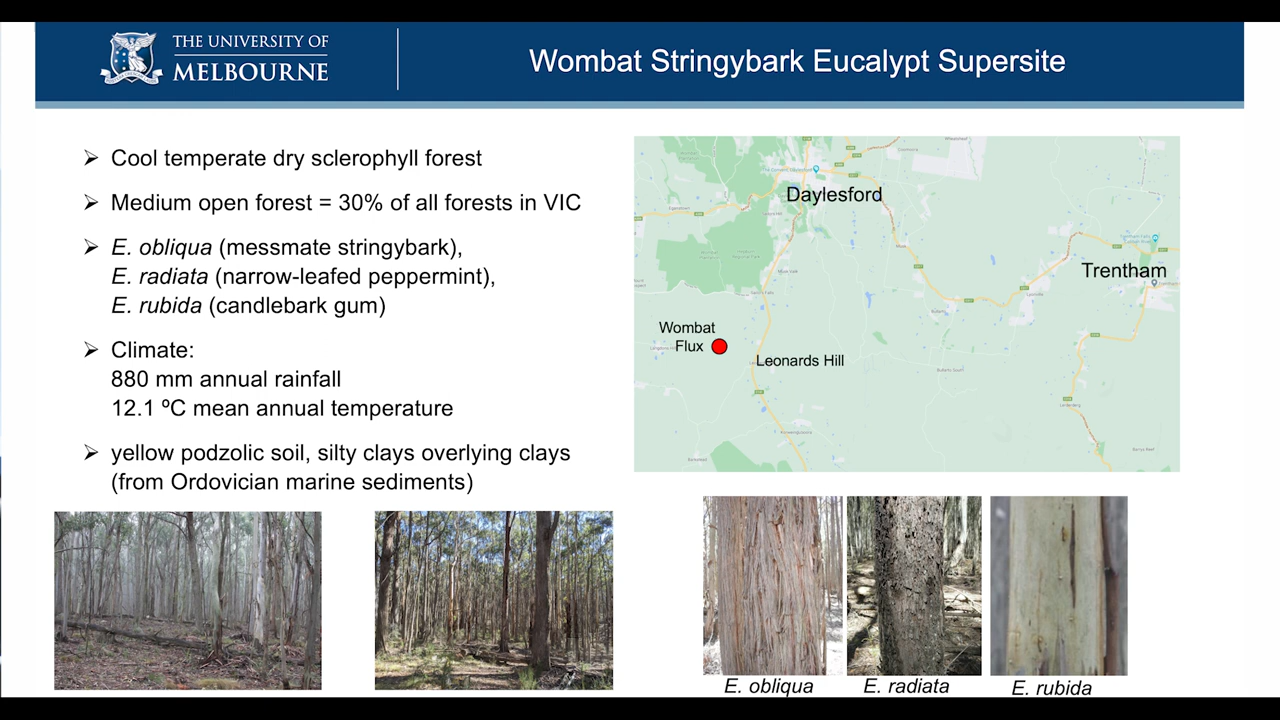 THE UNIVERSITY OF
MELBOURNE
Wombat Stringybark Eucalypt Supersite
Cool temperate dry sclerophyll forest
Medium open forest = 30% of all forests in VIC
E. obliqua (messmate stringybark),
E. radiata (narrow-leafed peppermint),
E. rubida (candlebark gum)
Climate:
880 mm annual rainfall
12.1 ºC mean annual temperature
yellow podzolic soil, silty clays overlying clays
(from Ordovician marine sediments)
Daylesford
Trentham
Wombat
Flux
Leonards Hill
E. obliqua
E. radiata
E. rubida